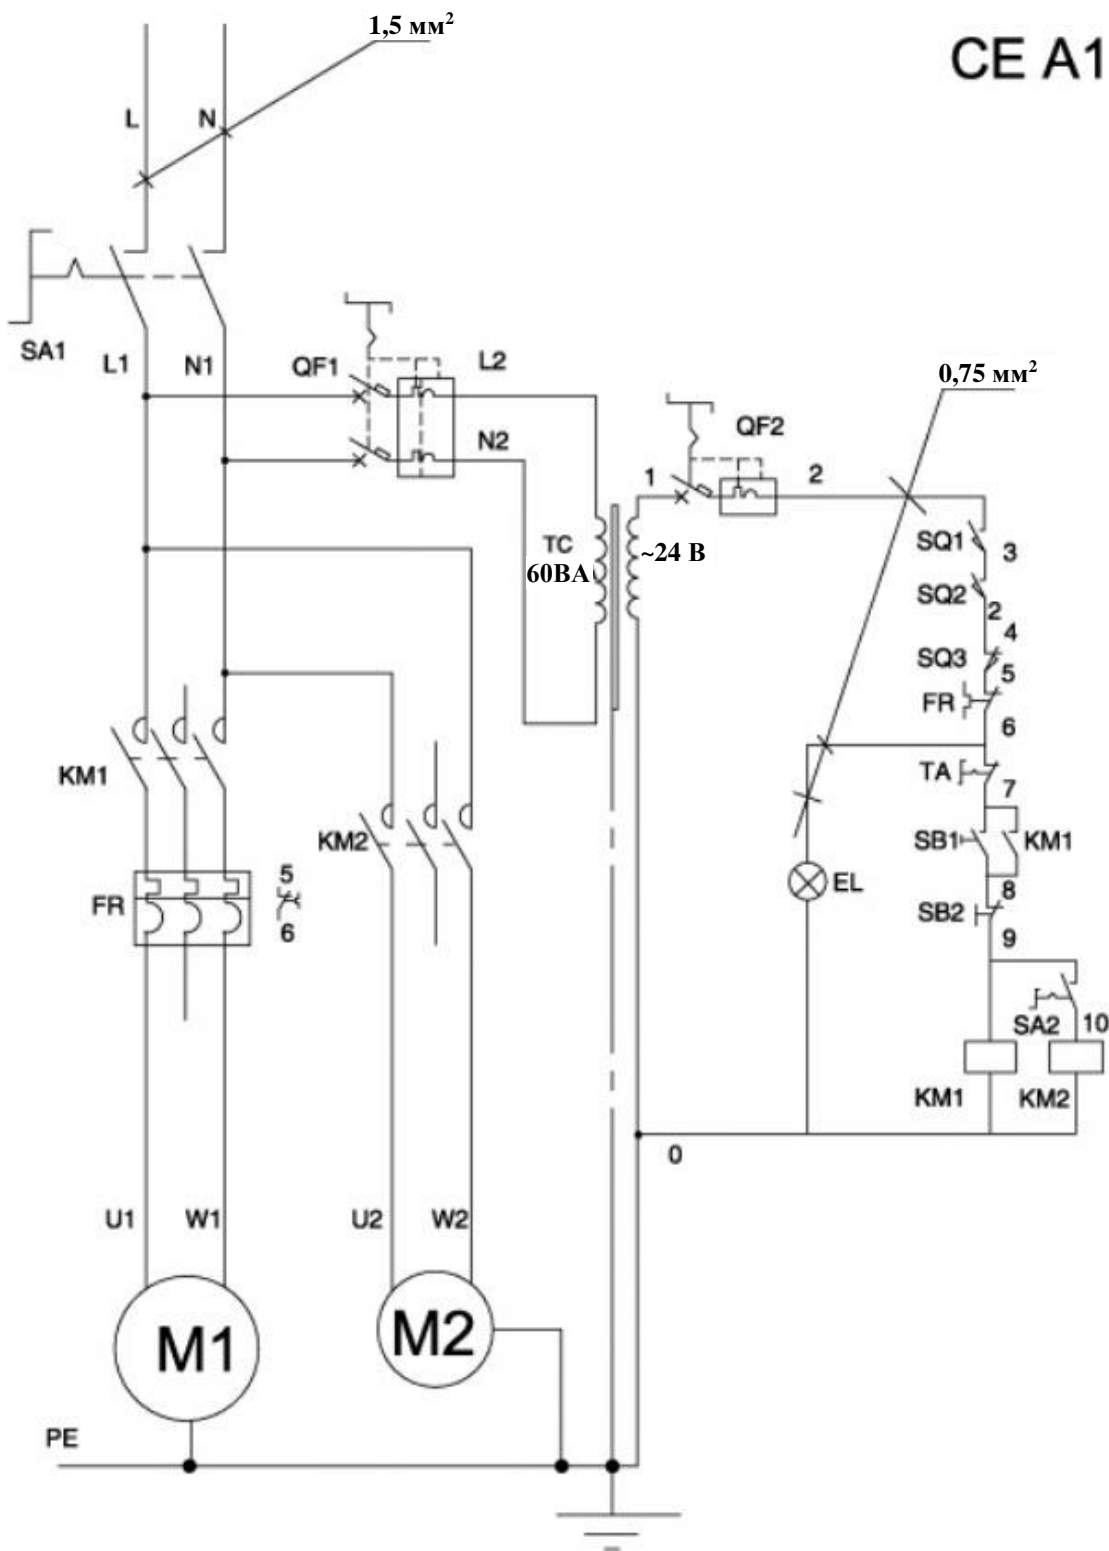 1,5 мм²
CE A1
L
N
SA1
L1
N1
QF1
L2
N2
0,75 мм²
QF2
1
2
TC
60ВА
~24 В
SQ1
3
SQ2
2
4
SQ3
5
FR
6
TA
7
KM1
KM2
SB1
KM1
EL
8
FR
5
6
SB2
9
SA2
10
KM1
KM2
0
U1
W1
U2
W2
M1
M2
PE